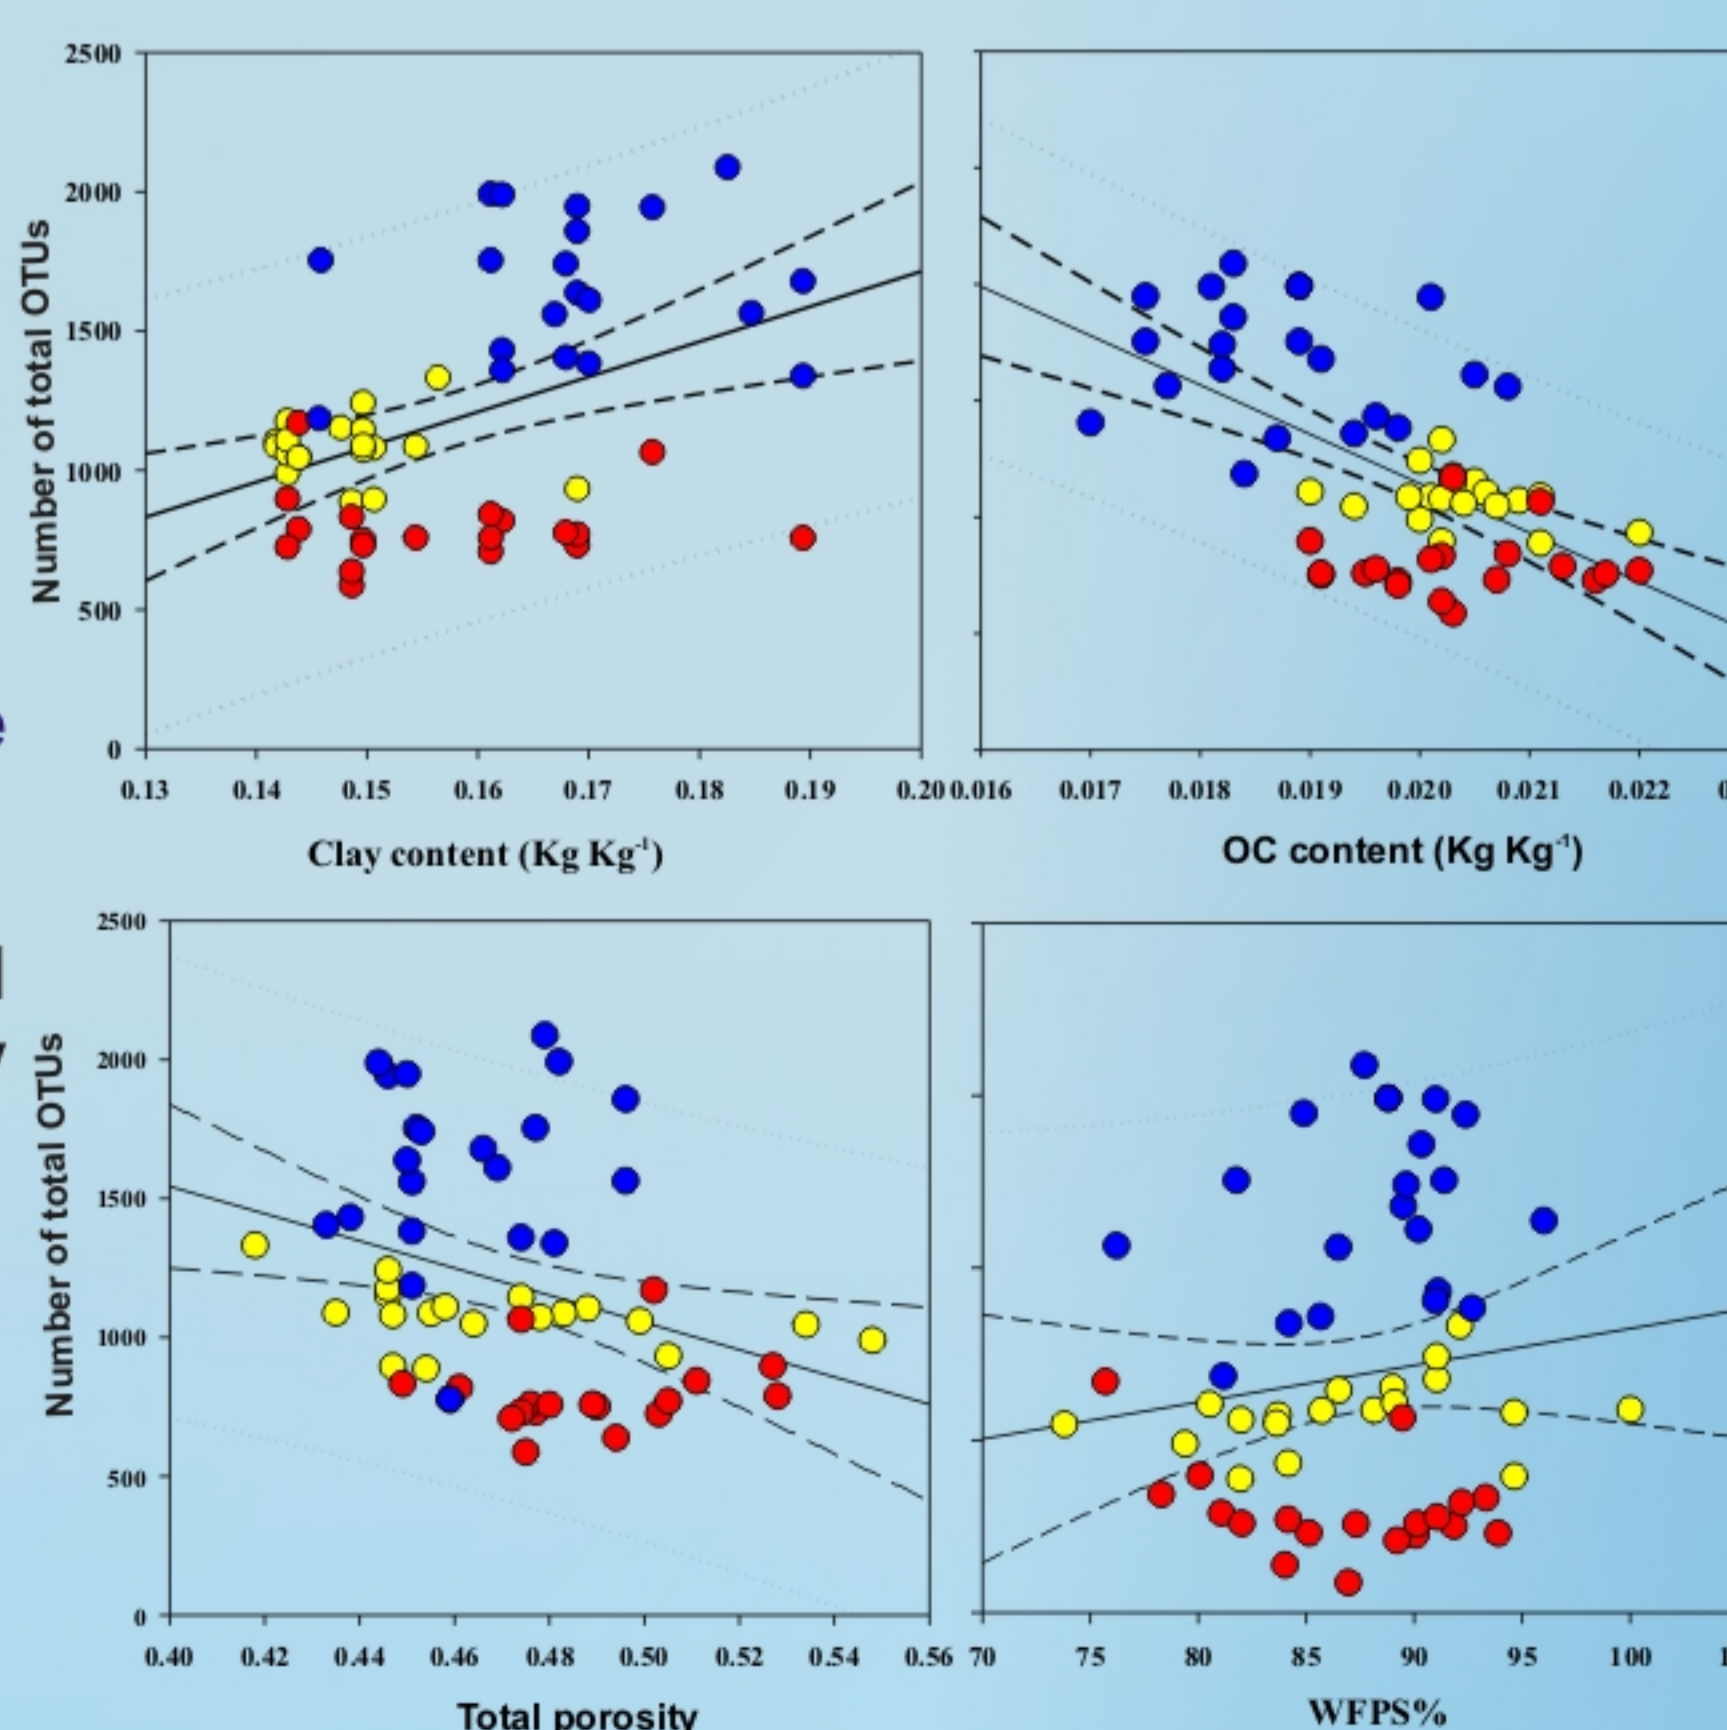 Number of total OTUs
2500
2000
1500
1000
500
0
0.13 0.14 0.15 0.16 0.17 0.18 0.19 0.20
Clay content (Kg Kg⁻¹)
0.016 0.017 0.018 0.019 0.020 0.021 0.022
OC content (Kg Kg⁻¹)
Number of total OTUs
2500
2000
1500
1000
500
0
0.40 0.42 0.44 0.46 0.48 0.50 0.52 0.54 0.56
Total porosity
70 75 80 85 90 95 100
WFPS%